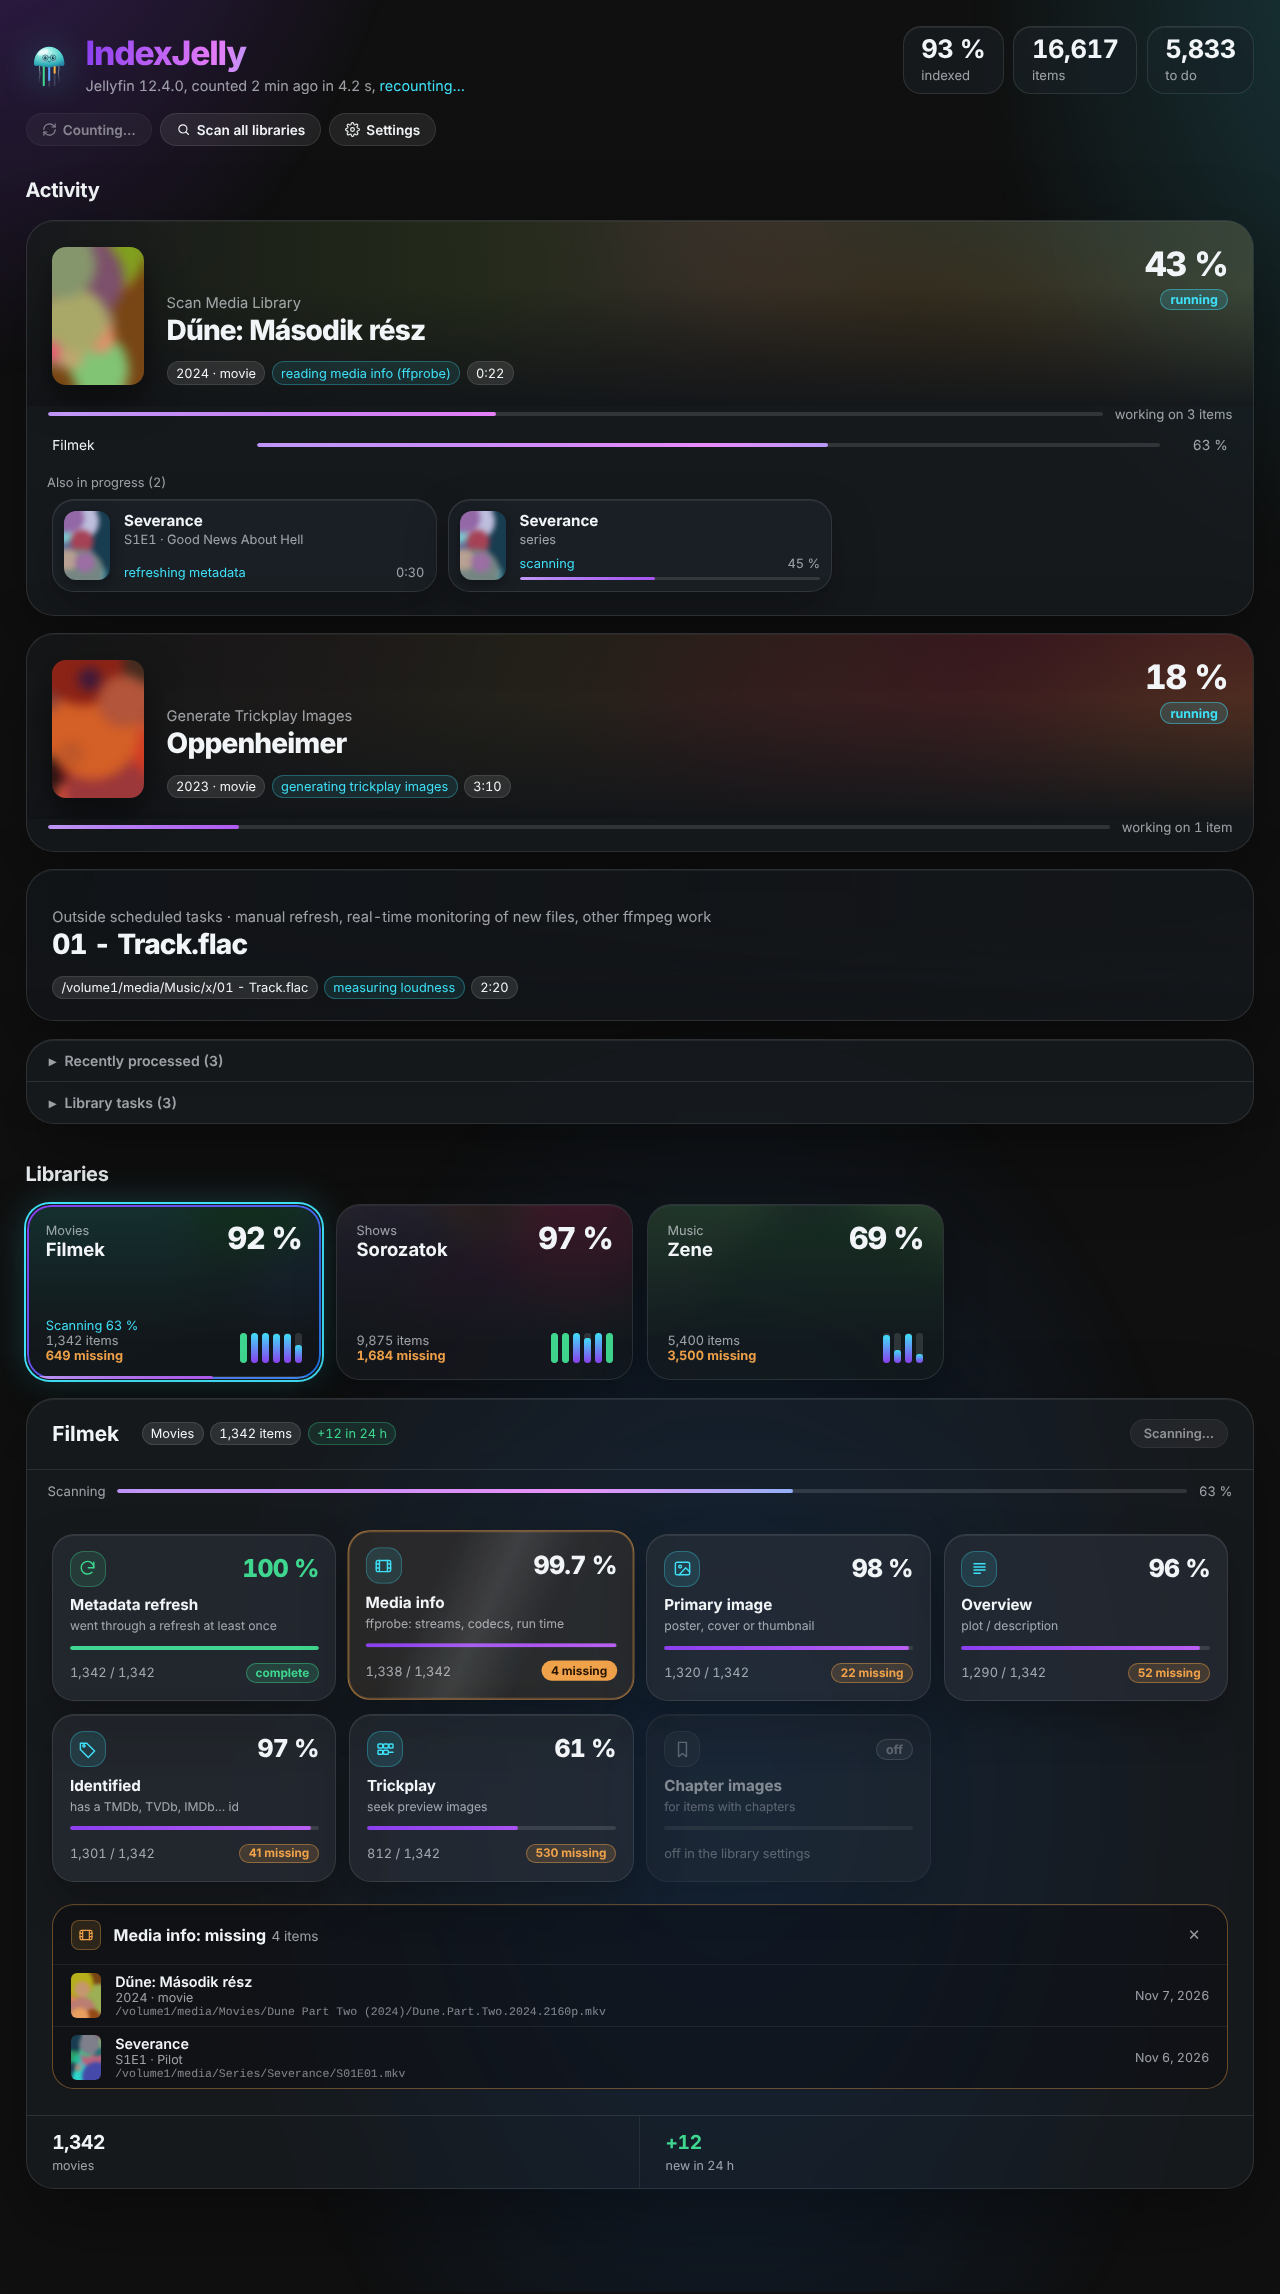 IndexJelly
Jellyfin 12.4.0, counted 2 min ago in 4.2 s, recounting...
93 %
indexed
16,617
items
5,833
to do
Counting...
Scan all libraries
Settings
Activity
43 %
running
Scan Media Library
Dűne: Második rész
2024 · movie
reading media info (ffprobe)
0:22
working on 3 items
Filmek
63 %
Also in progress (2)
Severance
S1E1 · Good News About Hell
refreshing metadata
0:30
Severance
series
scanning
45 %
18 %
running
Generate Trickplay Images
Oppenheimer
2023 · movie
generating trickplay images
3:10
working on 1 item
Outside scheduled tasks · manual refresh, real-time monitoring of new files, other ffmpeg work
01 - Track.flac
/volume1/media/Music/x/01 - Track.flac
measuring loudness
2:20
▸ Recently processed (3)
▸ Library tasks (3)
Libraries
Movies
Filmek
92 %
Scanning 63 %
1,342 items
649 missing
Shows
Sorozatok
97 %
9,875 items
1,684 missing
Music
Zene
69 %
5,400 items
3,500 missing
Filmek
Movies
1,342 items
+12 in 24 h
Scanning...
Scanning
63 %
100 %
Metadata refresh
went through a refresh at least once
1,342 / 1,342
complete
99.7 %
Media info
ffprobe: streams, codecs, run time
1,338 / 1,342
4 missing
98 %
Primary image
poster, cover or thumbnail
1,320 / 1,342
22 missing
96 %
Overview
plot / description
1,290 / 1,342
52 missing
97 %
Identified
has a TMDb, TVDb, IMDb... id
1,301 / 1,342
41 missing
61 %
Trickplay
seek preview images
812 / 1,342
530 missing
off
Chapter images
for items with chapters
off in the library settings
Media info: missing 4 items
×
Dűne: Második rész
2024 · movie
/volume1/media/Movies/Dune Part Two (2024)/Dune.Part.Two.2024.2160p.mkv
Nov 7, 2026
Severance
S1E1 · Pilot
/volume1/media/Series/Severance/S01E01.mkv
Nov 6, 2026
1,342
movies
+12
new in 24 h